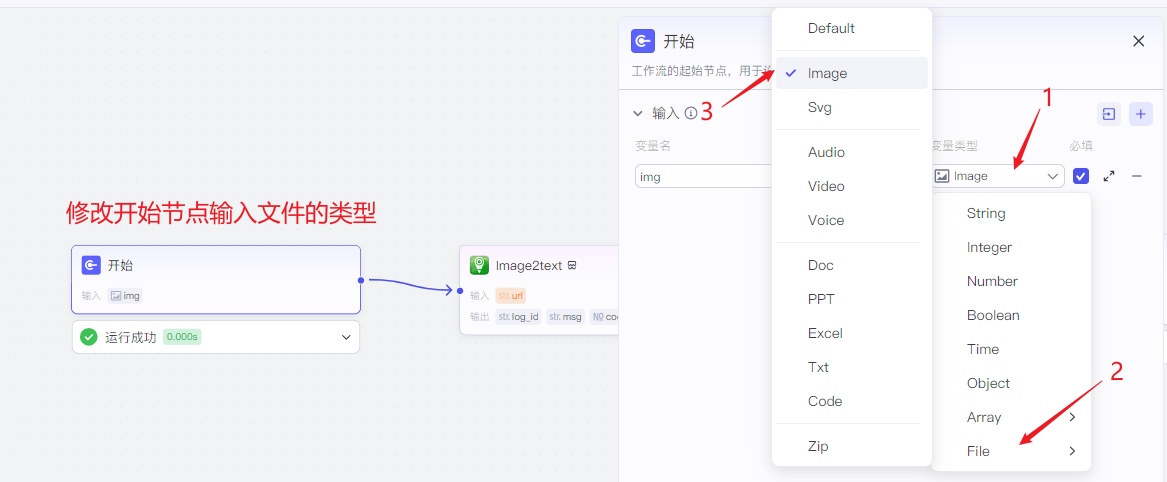 修改开始节点输入文件的类型
开始
输入 img
运行成功 0.000s
Image2text
输入 str.url
输出 str.log_id str.msg
开始
工作流的起始节点，用于
输入
3
1
变量名 变量类型 必填
img Image
Default
Image
Svg
Audio
Video
Voice
Doc
PPT
Excel
Txt
Code
Zip
String
Integer
Number
Boolean
Time
Object
Array
File
2